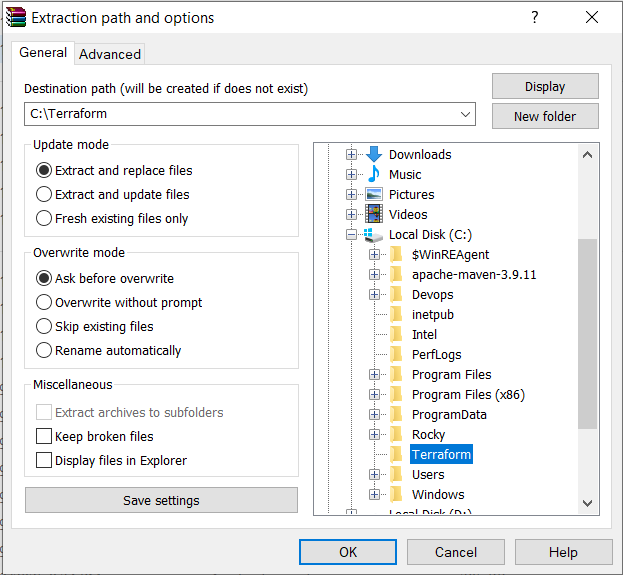 Extraction path and options
?
General
Advanced
Destination path (will be created if does not exist)
C:\Terraform
Display
New folder
Update mode
Extract and replace files
Extract and update files
Fresh existing files only
Overwrite mode
Ask before overwrite
Overwrite without prompt
Skip existing files
Rename automatically
Miscellaneous
Extract archives to subfolders
Keep broken files
Display files in Explorer
Save settings
Downloads
Music
Pictures
Videos
Local Disk (C:)
$WinREAgent
apache-maven-3.9.11
Devops
inetpub
Intel
PerfLogs
Program Files
Program Files (x86)
ProgramData
Rocky
Terraform
Users
Windows
Local Disk (D:)
OK
Cancel
Help